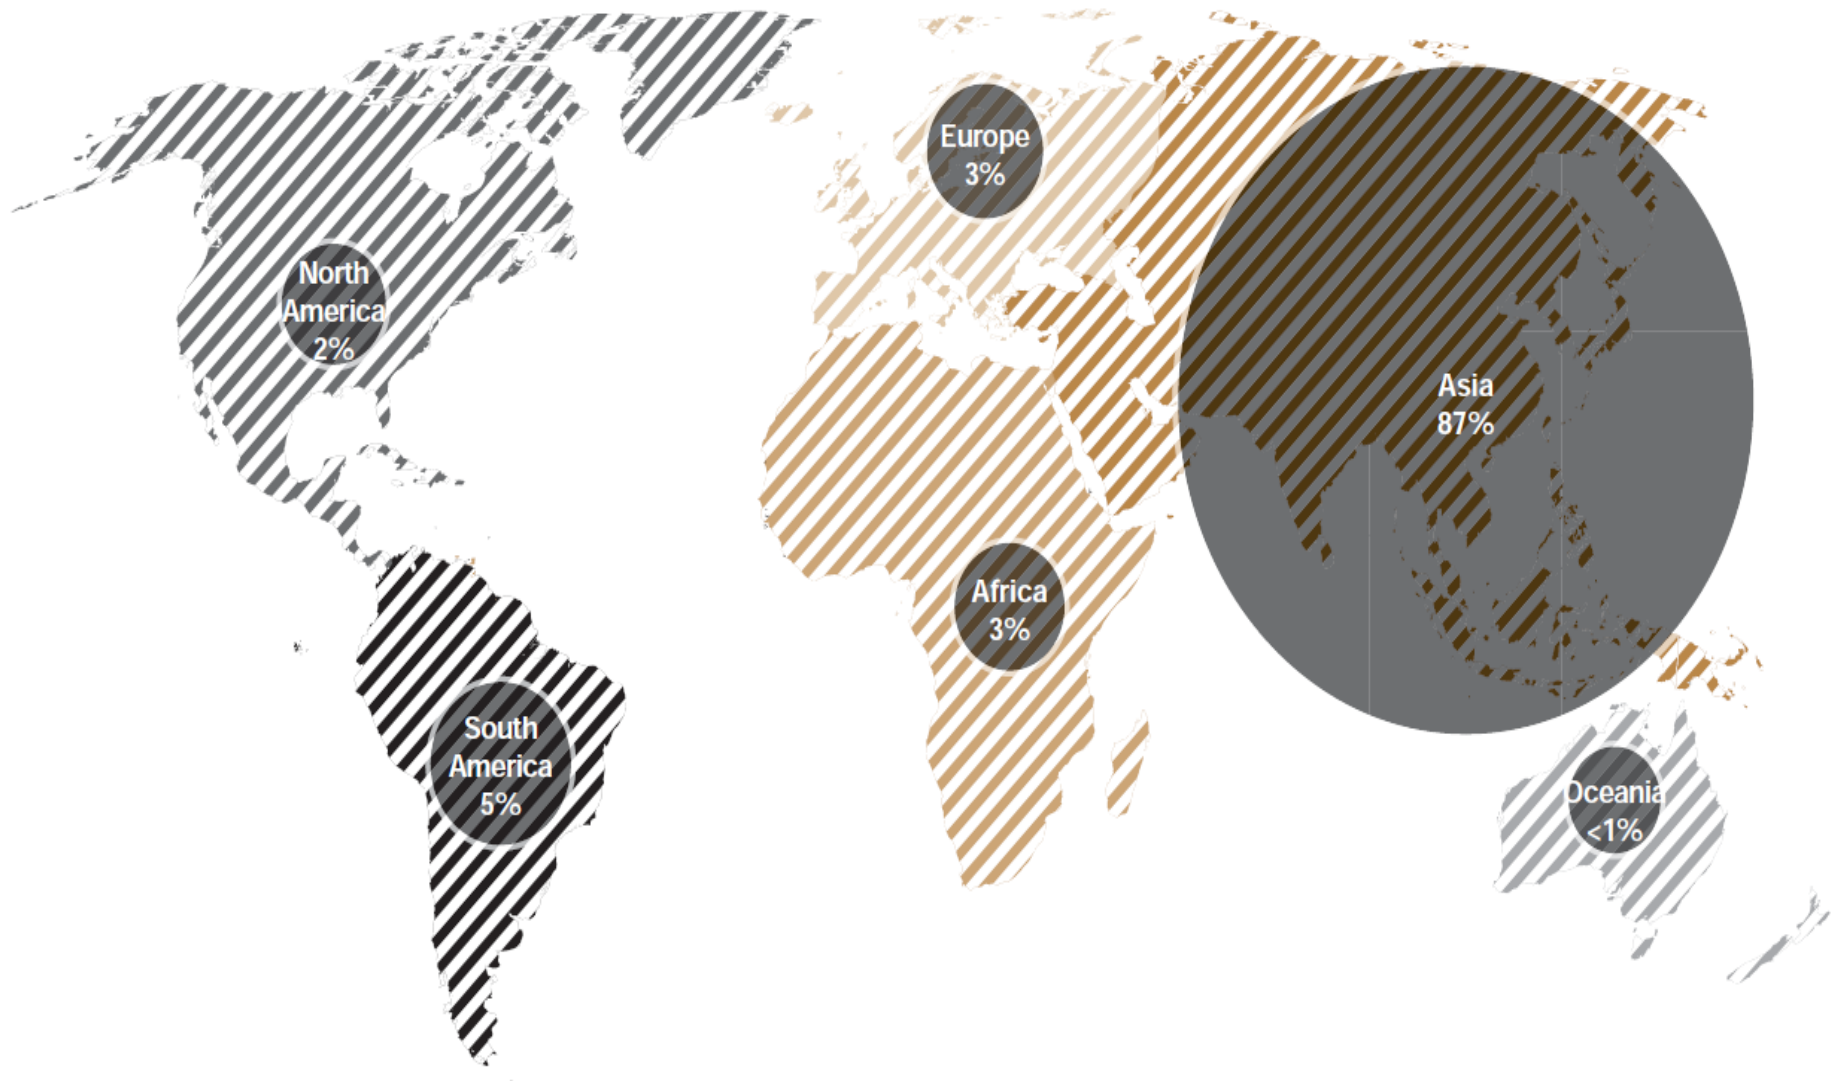 Europe
3%
North
America
2%
Asia
87%
Africa
3%
South
America
5%
Oceania
<1%